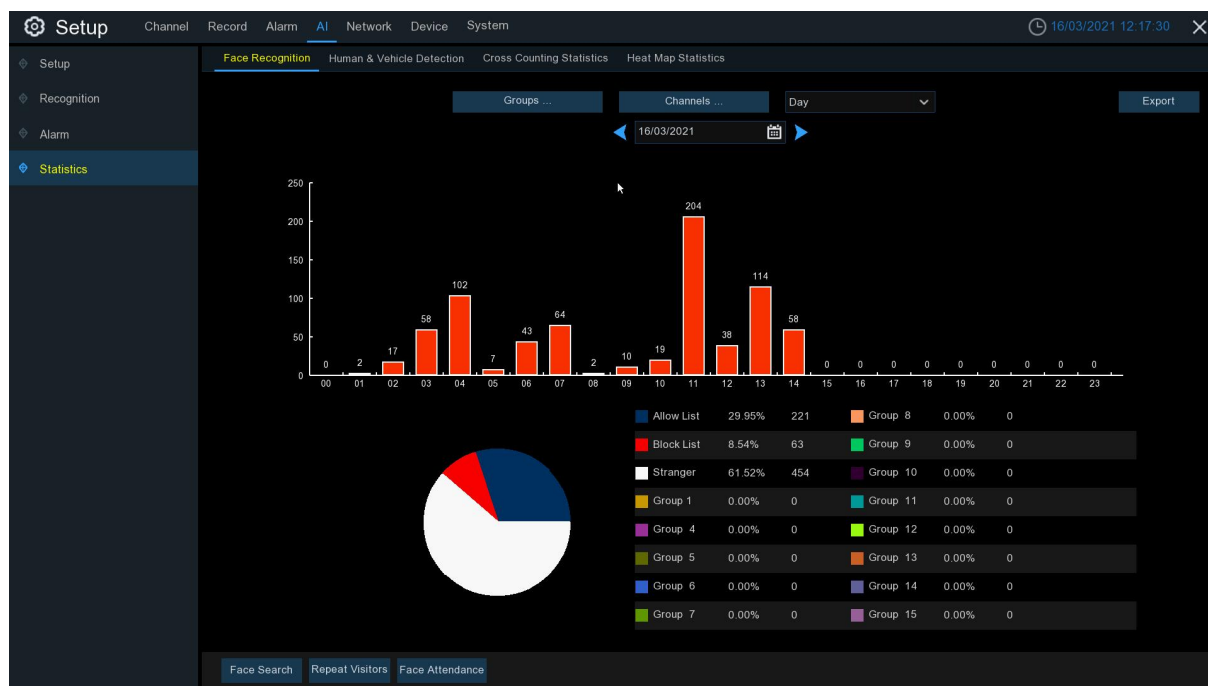 Setup Channel Record Alarm AI Network Device System 16/03/2021 12:17:30
Setup
Recognition
Alarm
Statistics
Face Recognition Human & Vehicle Detection Cross Counting Statistics Heat Map Statistics
Groups ... Channels ... Day Export
16/03/2021
250
200
150
100
50
0
0 2 17 58 102 7 43 64 2 10 19 204 38 114 58 0 0 0 0 0 0 0 0 0
00 01 02 03 04 05 06 07 08 09 10 11 12 13 14 15 16 17 18 19 20 21 22 23
Allow List 29.95% 221 Group 8 0.00% 0
Block List 8.54% 63 Group 9 0.00% 0
Stranger 61.52% 454 Group 10 0.00% 0
Group 1 0.00% 0 Group 11 0.00% 0
Group 4 0.00% 0 Group 12 0.00% 0
Group 5 0.00% 0 Group 13 0.00% 0
Group 6 0.00% 0 Group 14 0.00% 0
Group 7 0.00% 0 Group 15 0.00% 0
Face Search Repeat Visitors Face Attendance